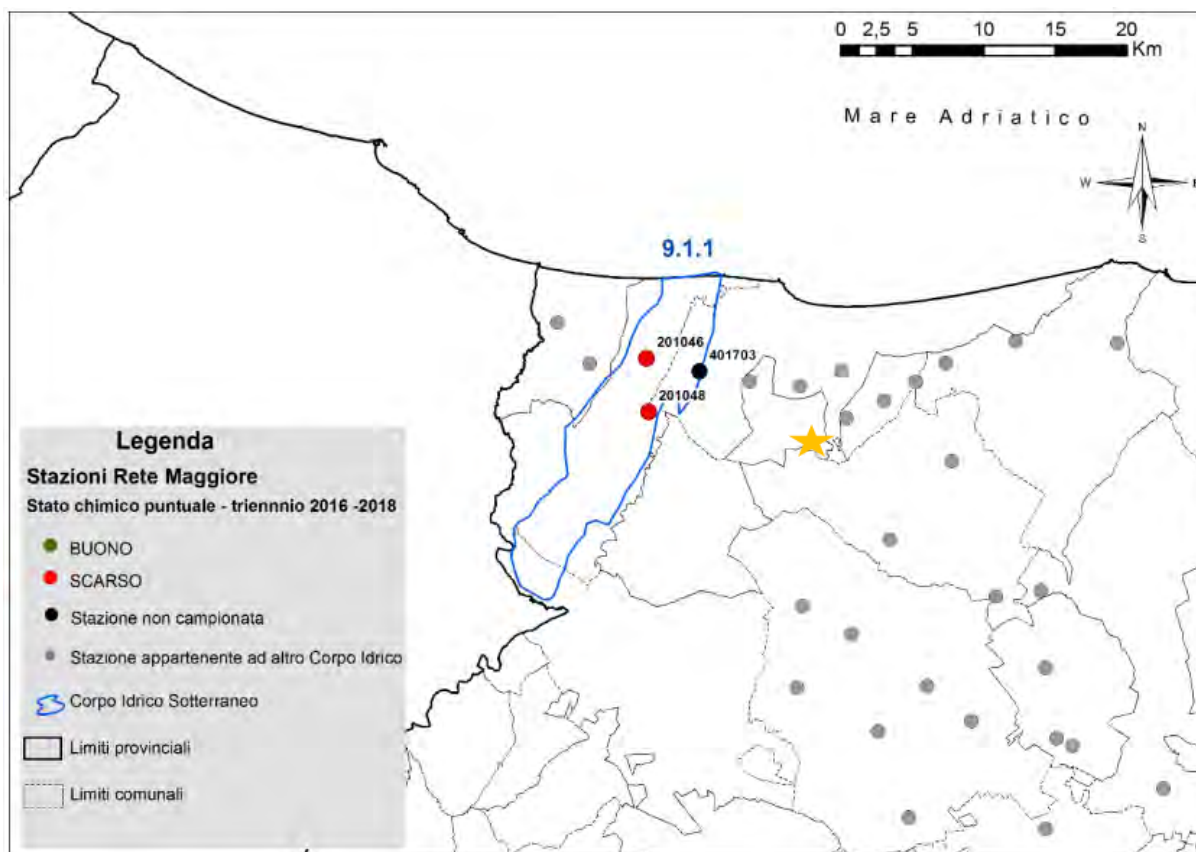 0 2,5 5 10 15 20
Km
Mare Adriatico
N
W
S
9.1.1
201046
401703
201048
Legenda
Stazioni Rete Maggiore
Stato chimico puntuale - triennnio 2016 -2018
BUONO
SCARSO
Stazione non campionata
Stazione appartenente ad altro Corpo Idrico
Corpo Idrico Sotterraneo
Limiti provinciali
Limiti comunali